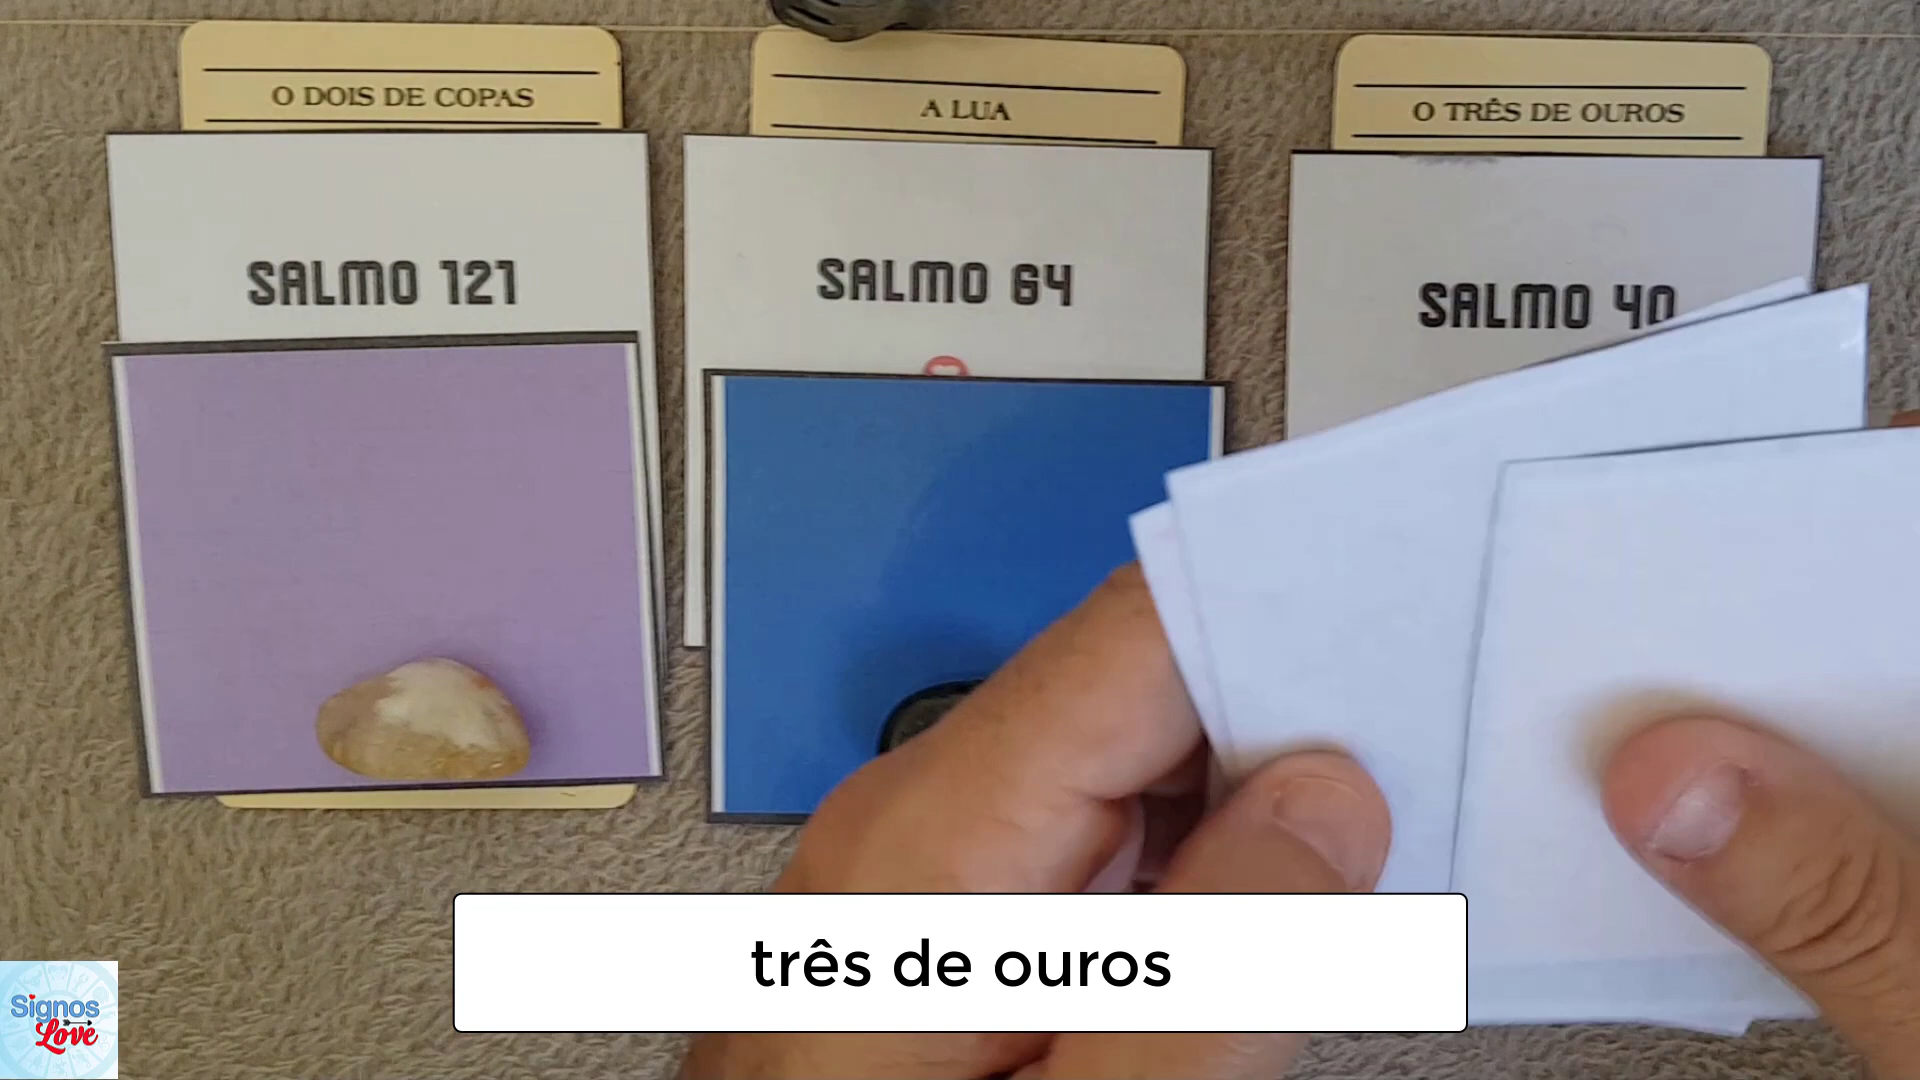 O DOIS DE COPAS
A LUA
O TRÊS DE OUROS
SALMO 121
SALMO 64
SALMO 40
três de ouros
Signos
Love